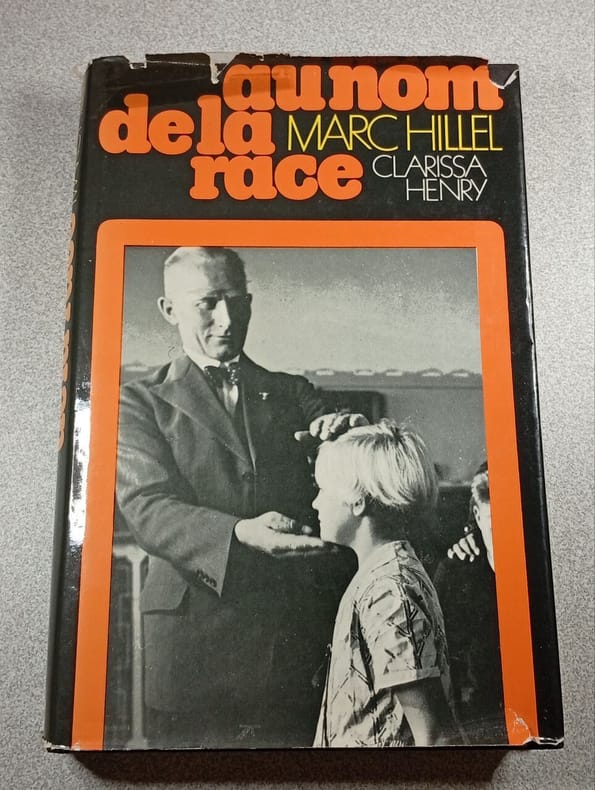 au nom
de la MARC HILLEL
race CLARISSA
HENRY